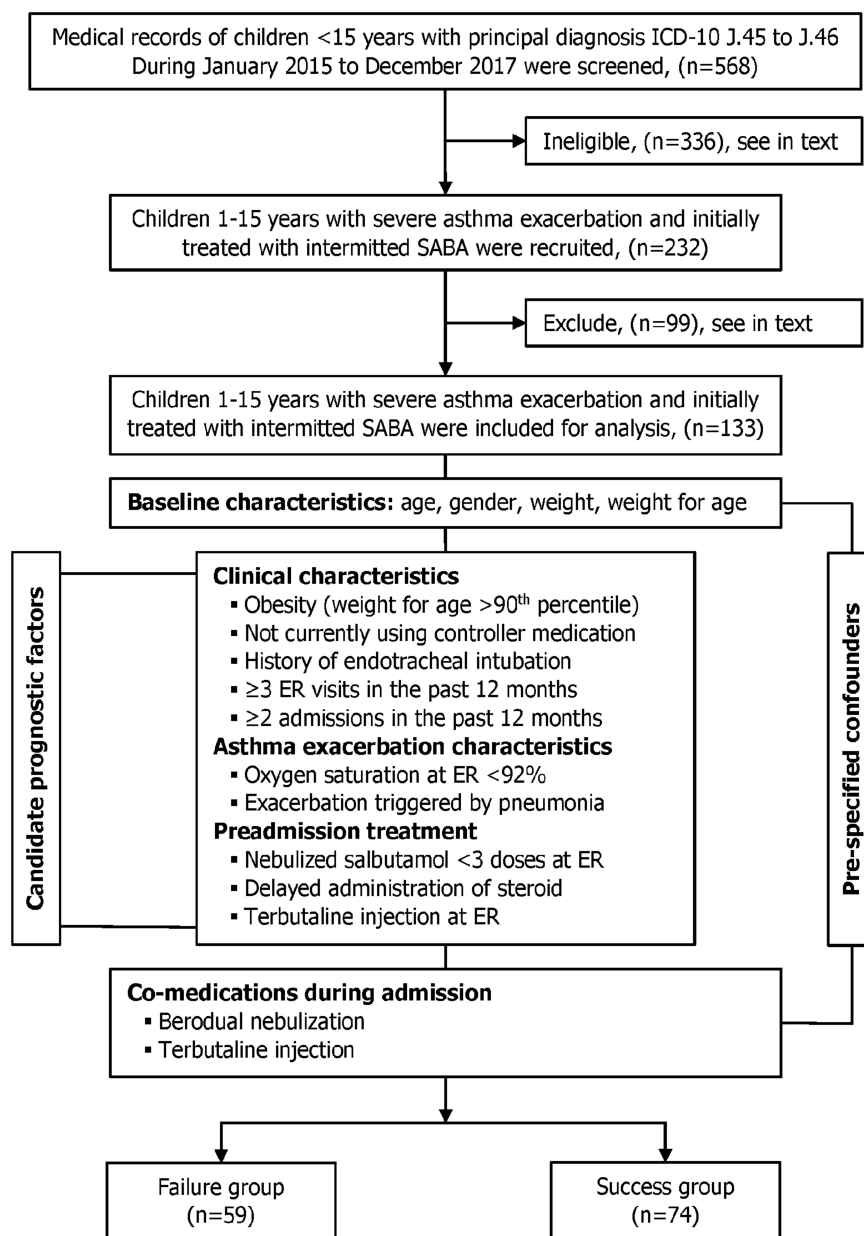 Medical records of children <15 years with principal diagnosis ICD-10 J.45 to J.46
During January 2015 to December 2017 were screened, (n=568)
Ineligible, (n=336), see in text
Children 1-15 years with severe asthma exacerbation and initially
treated with intermitted SABA were recruited, (n=232)
Exclude, (n=99), see in text
Children 1-15 years with severe asthma exacerbation and initially
treated with intermitted SABA were included for analysis, (n=133)
Baseline characteristics: age, gender, weight, weight for age
Candidate prognostic factors
Clinical characteristics
▪ Obesity (weight for age >90th percentile)
▪ Not currently using controller medication
▪ History of endotracheal intubation
▪ ≥3 ER visits in the past 12 months
▪ ≥2 admissions in the past 12 months
Asthma exacerbation characteristics
▪ Oxygen saturation at ER <92%
▪ Exacerbation triggered by pneumonia
Preadmission treatment
▪ Nebulized salbutamol <3 doses at ER
▪ Delayed administration of steroid
▪ Terbutaline injection at ER
Pre-specified confounders
Co-medications during admission
▪ Berodual nebulization
▪ Terbutaline injection
Failure group
(n=59)
Success group
(n=74)